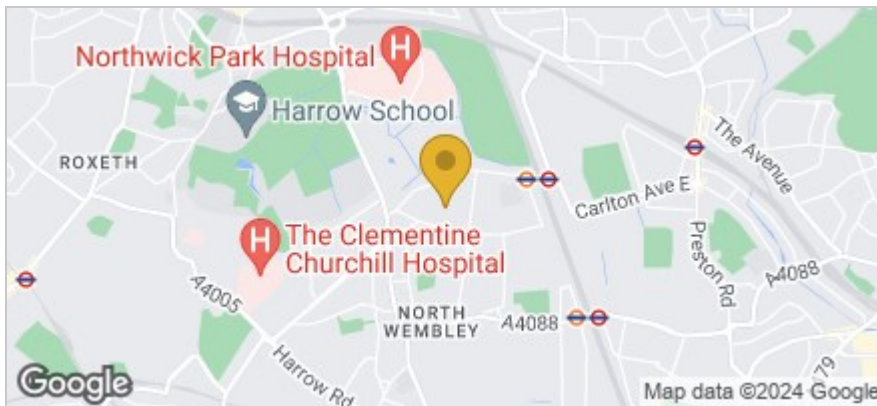 Northwick Park Hospital
H
Harrow School
ROXETH
The Avenue
Carlton Ave E
H
The Clementine
Churchill Hospital
Preston Rd
A4088
A4005
NORTH
WEMBLEY
A4088
Harrow Rd
Google
Map data ©2024 Google